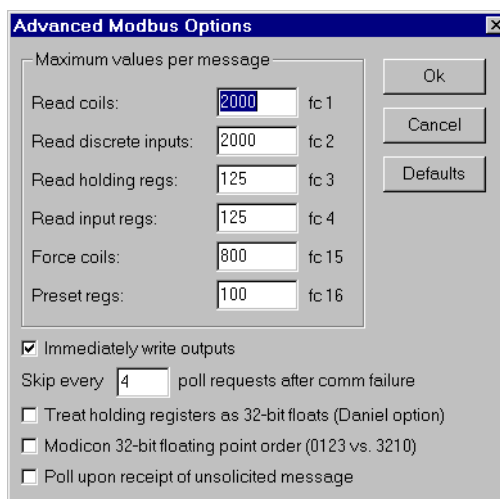 Advanced Modbus Options
Maximum values per message
Ok
Read coils: 2000 fc 1
Cancel
Read discrete inputs: 2000 fc 2
Defaults
Read holding regs: 125 fc 3
Read input regs: 125 fc 4
Force coils: 800 fc 15
Preset regs: 100 fc 16
Immediately write outputs
Skip every 4 poll requests after comm failure
Treat holding registers as 32-bit floats (Daniel option)
Modicon 32-bit floating point order (0123 vs. 3210)
Poll upon receipt of unsolicited message